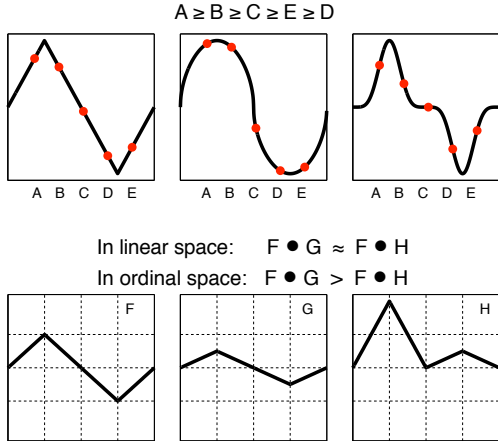 A ≥ B ≥ C ≥ E ≥ D
A B C D E A B C D E A B C D E
In linear space: F ● G ≈ F ● H
In ordinal space: F ● G > F ● H
F G H